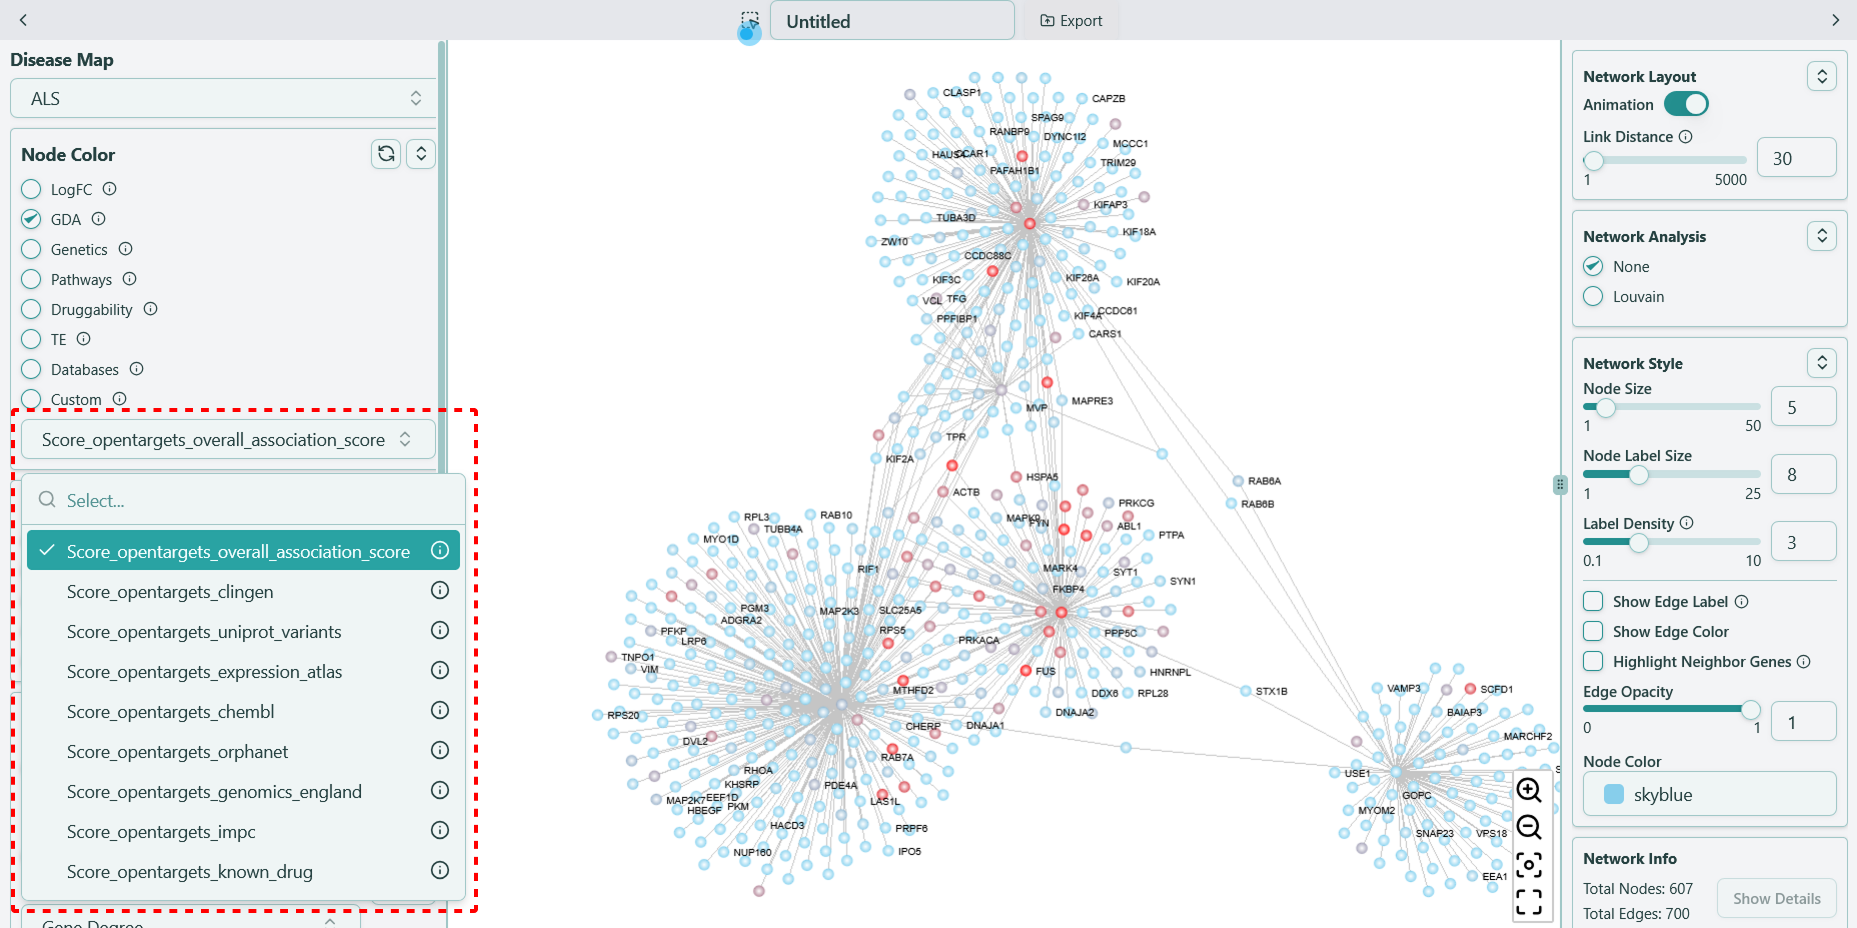 Untitled
Export
Disease Map
ALS
Node Color
LogFC
GDA
Genetics
Pathways
Druggability
TE
Databases
Custom
Score_opentargets_overall_association_score
Select...
Score_opentargets_overall_association_score
Score_opentargets_clingen
Score_opentargets_uniprot_variants
Score_opentargets_expression_atlas
Score_opentargets_chembl
Score_opentargets_orphanet
Score_opentargets_genomics_england
Score_opentargets_impc
Score_opentargets_known_drug
Gene Degree
CLASP1
CAPZB
SPAG9
RANBP9
DYNC1I2
MCCC1
HAUS4
CCAR1
TRIM29
PAFAH1B1
KIFAP3
TUBA3D
KIF18A
ZW10
CCDC88C
KIF3C
KIF26A
KIF20A
VCL
TFG
PPFIBP1
KIF4A
CCDC61
CARS1
MAPRE3
MVP
TPR
KIF2A
HSPA5
RAB6A
ACTB
PRKCG
RAB6B
RPL3
RAB10
MAPK9
FYN
ABL1
TUBB4A
PTPA
MYO1D
RIF1
MARK4
SYT1
SYN1
FKBP4
PGM3
MAP2K3
SLC25A5
ADGRA2
PFKP
RPS5
PPP5C
LRP6
PRKACA
TNPO1
VIM
FUS
HNRNPL
MTHFD2
DDX6
RPL28
STX1B
VAMP3
SCFD1
RPS20
DNAJA2
BAIAP3
CHERP
DNAJA1
DVL2
MARCHF2
RAB7A
RHOA
USE1
KHSRP
PDE4A
GOPC
MAP2K7
EEF1D
LAS1L
HBEGF
PKM
MYOM2
HACD3
PRPF6
SNAP23
VPS18
NUP160
IPO5
EEA1
Network Layout
Animation
Link Distance
30
1
5000
Network Analysis
None
Louvain
Network Style
Node Size
5
1
50
Node Label Size
8
1
25
Label Density
3
0.1
10
Show Edge Label
Show Edge Color
Highlight Neighbor Genes
Edge Opacity
1
0
1
Node Color
skyblue
Network Info
Total Nodes: 607
Show Details
Total Edges: 700